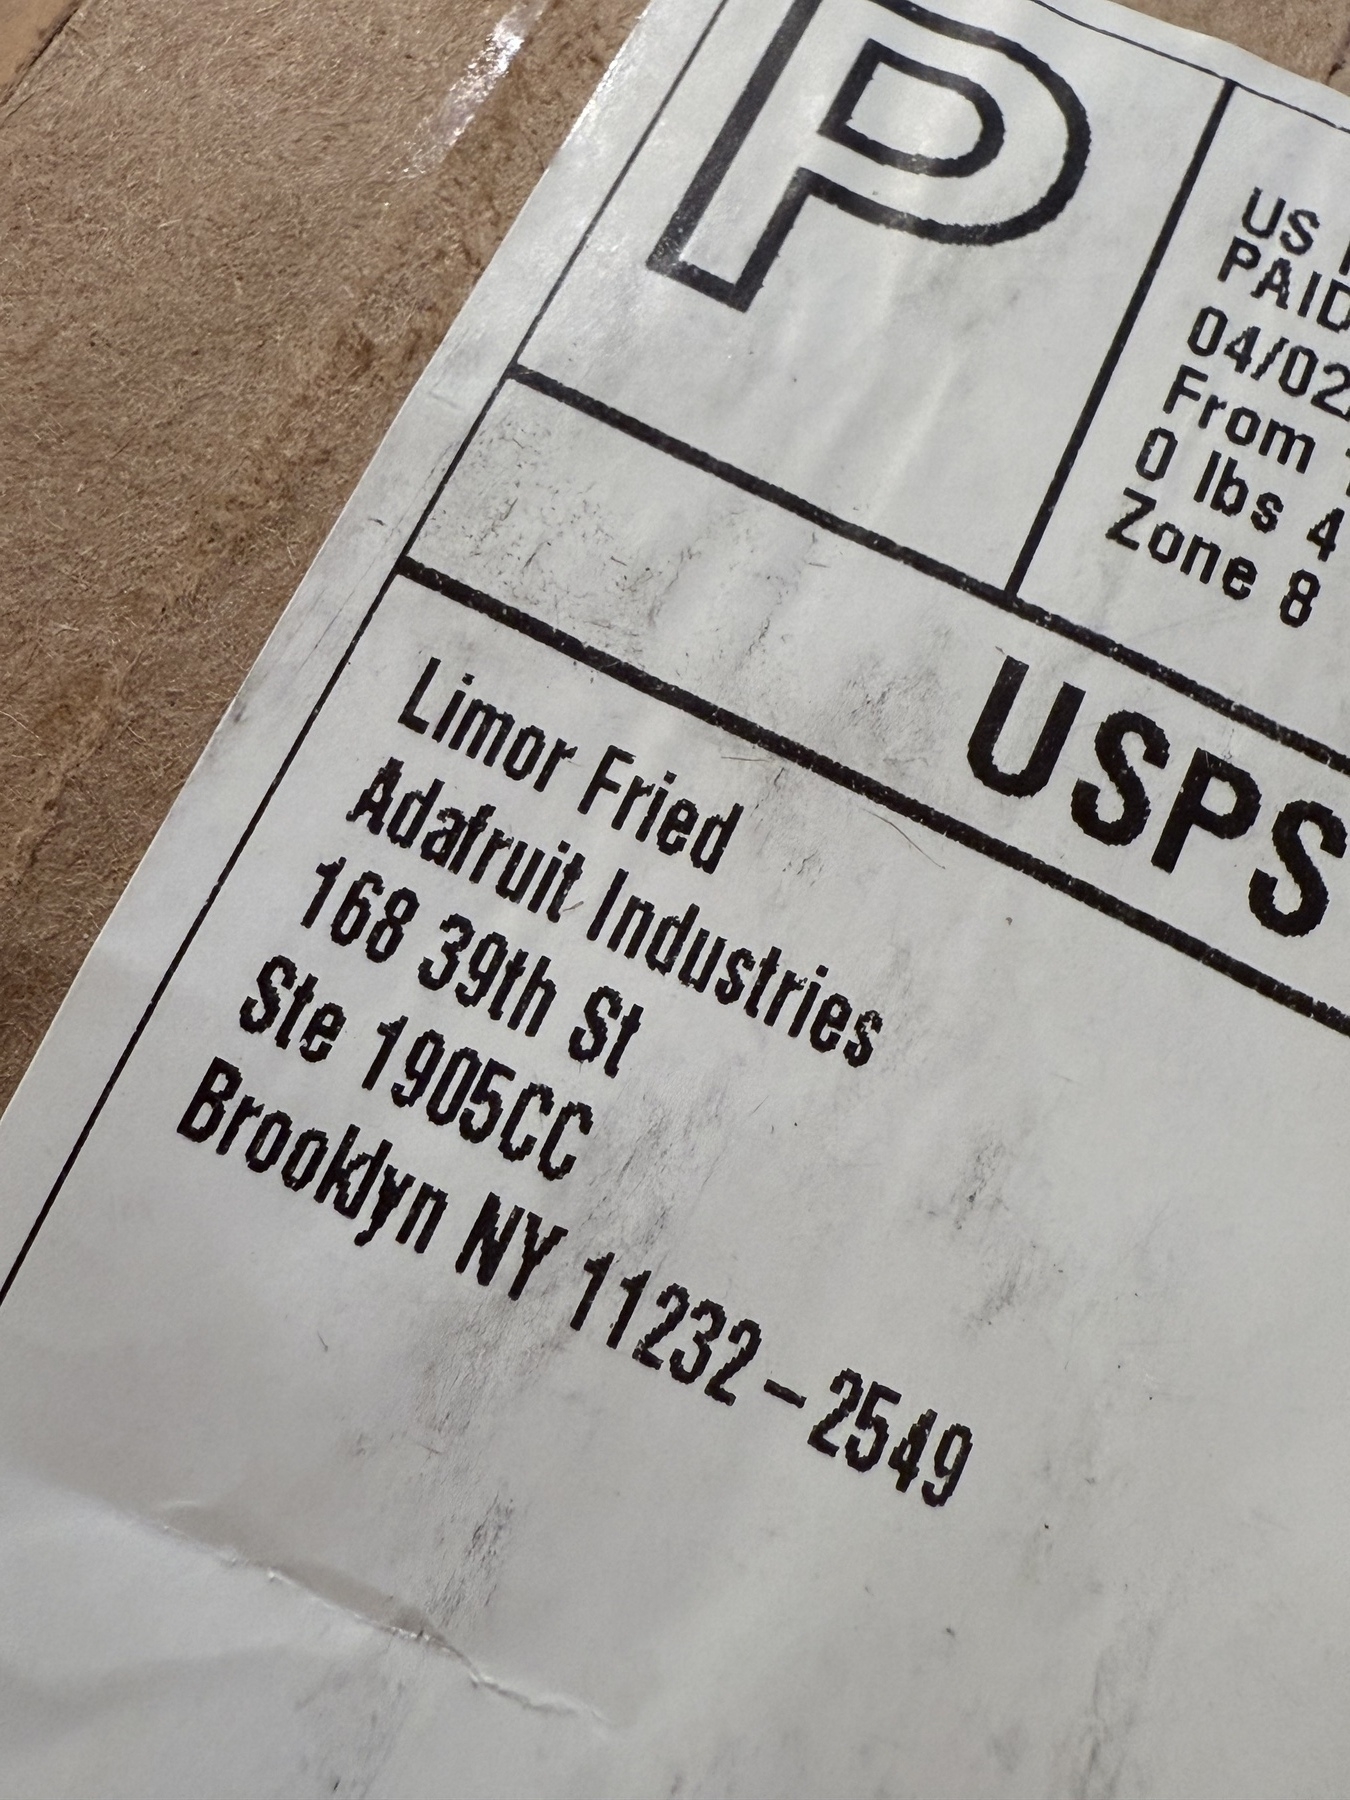 P
US
PAID
04/02
From
0 lbs 4
Zone 8
USPS
Limor Fried
Adafruit Industries
168 39th St
Ste 1905CC
Brooklyn NY 11232-2549